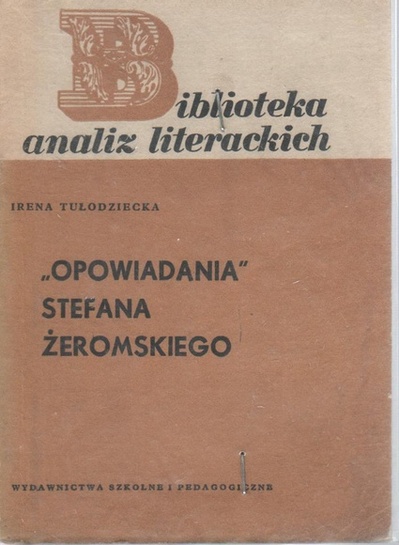 Biblioteka
analiz literackich
IRENA TUŁODZIECKA
„OPOWIADANIA"
STEFANA
ŻEROMSKIEGO
WYDAWNICTWA SZKOLNE I PEDAGOGICZNE